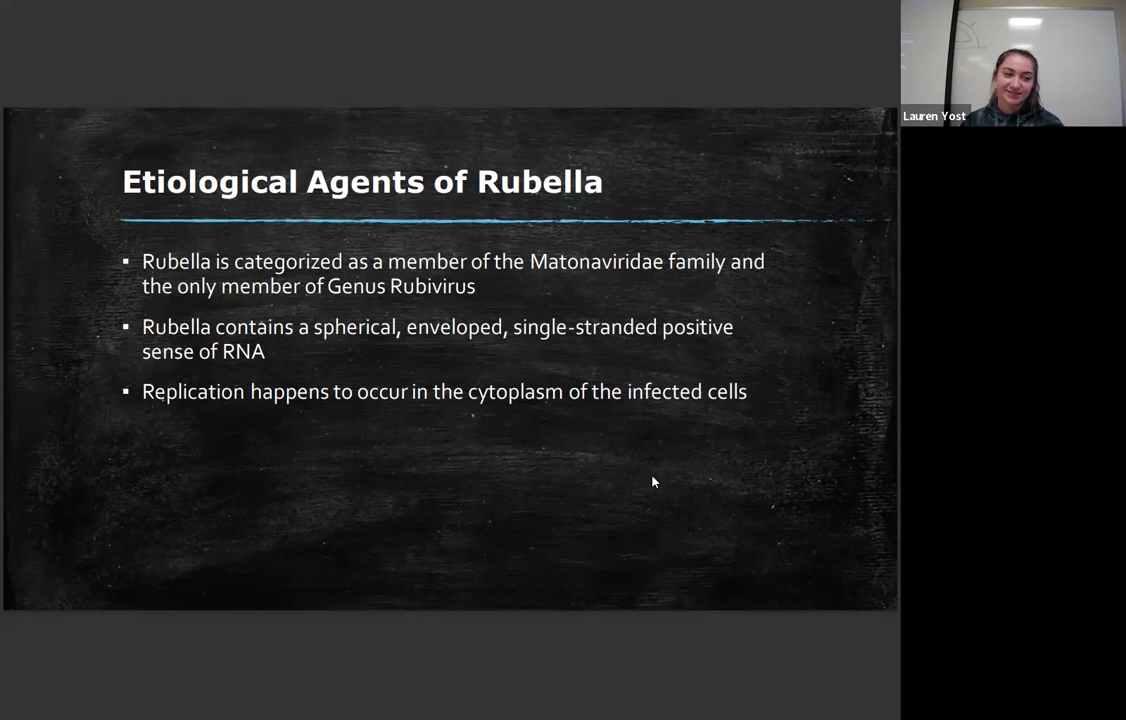 Etiological Agents of Rubella
▪ Rubella is categorized as a member of the Matonaviridae family and
the only member of Genus Rubivirus
▪ Rubella contains a spherical, enveloped, single-stranded positive
sense of RNA
▪ Replication happens to occur in the cytoplasm of the infected cells
Lauren Yost